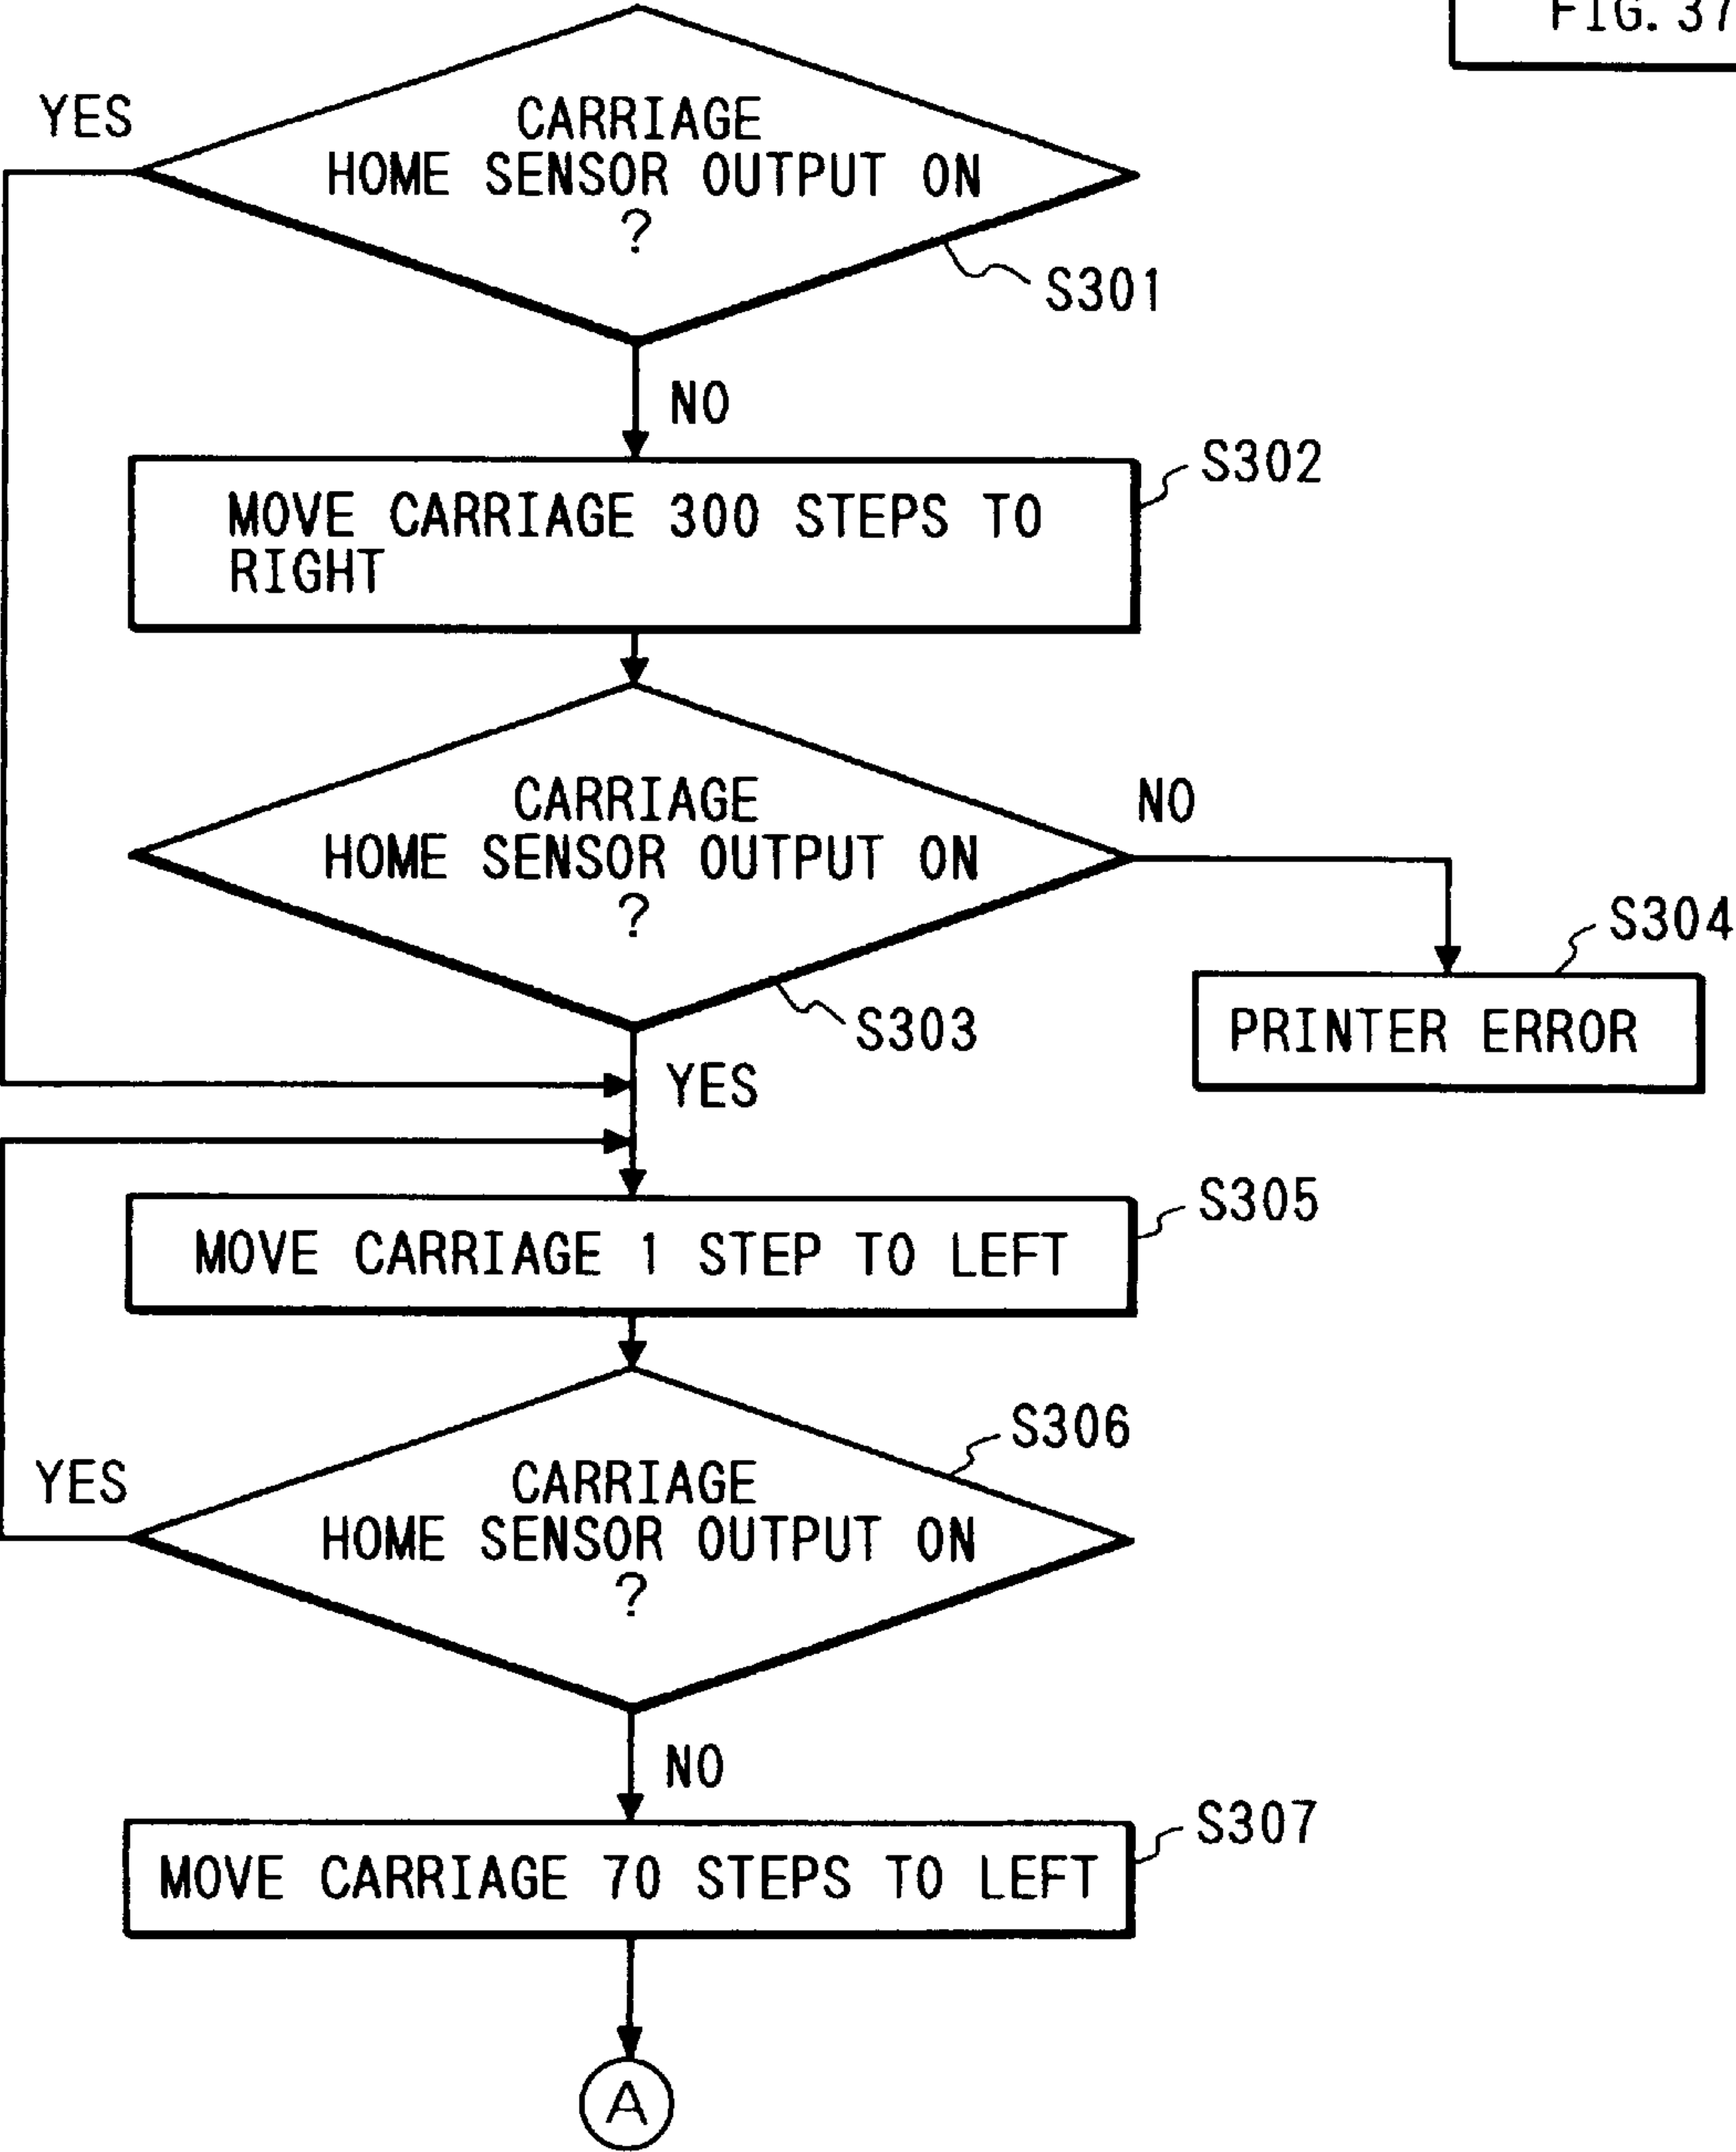 FIG. 37
YES
CARRIAGE
HOME SENSOR OUTPUT ON
?
S301
NO
S302
MOVE CARRIAGE 300 STEPS TO
RIGHT
CARRIAGE
HOME SENSOR OUTPUT ON
?
NO
S303
S304
PRINTER ERROR
YES
S305
MOVE CARRIAGE 1 STEP TO LEFT
S306
YES
CARRIAGE
HOME SENSOR OUTPUT ON
?
NO
S307
MOVE CARRIAGE 70 STEPS TO LEFT
A